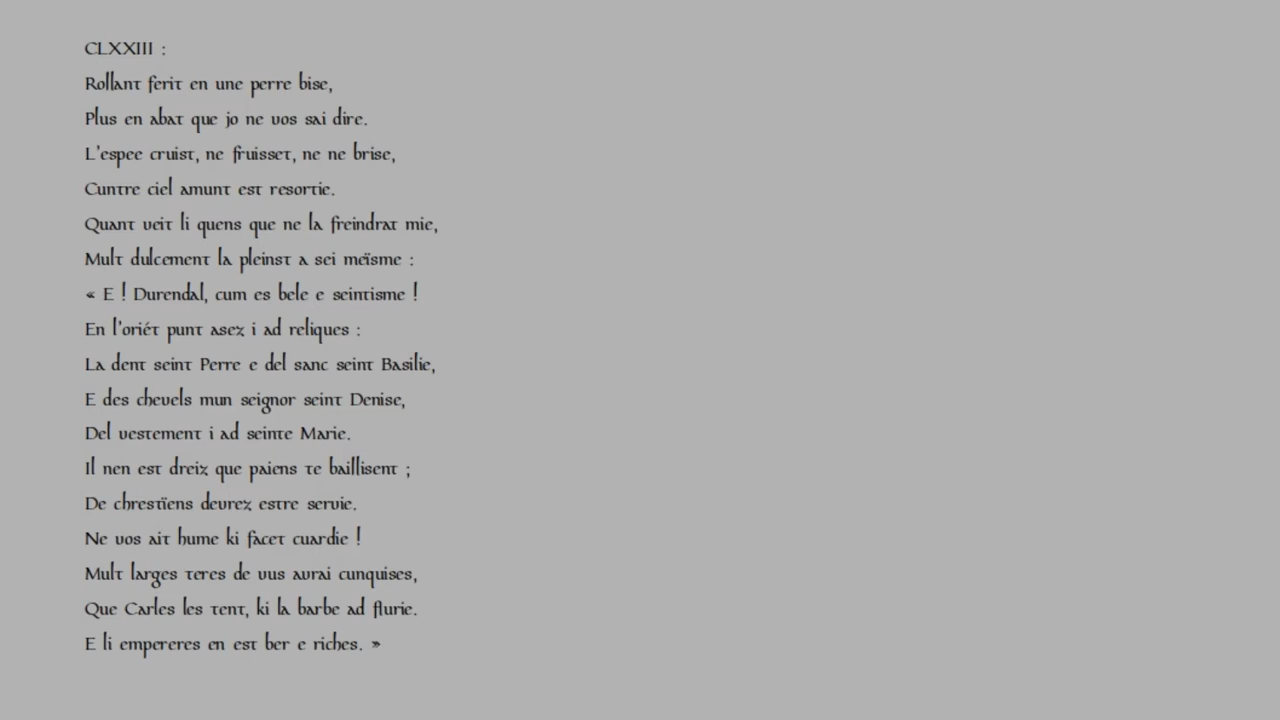 CLXXIII :
Rollant ferit en une perre bise,
Plus en abat que jo ne vos sai dire.
L'espee cruist, ne fruisset, ne ne brise,
Cuntre ciel amunt est resortie.
Quant veit li quens que ne la freindrat mie,
Mult dulcement la pleinst a sei meïsme :
« E ! Durendal, cum es bele e seintisme !
En l'oriét punt asez i ad reliques :
La dent seint Perre e del sanc seint Basilie,
E des chevels mun seignor seint Denise,
Del vestement i ad seinte Marie.
Il nen est dreiz que paiens te baillisent ;
De chrestïens devrez estre servie.
Ne vos ait hume ki facet cuardie !
Mult larges teres de vus avrai cunquises,
Que Carles les tent, ki la barbe ad flurie.
E li empereres en est ber e riches. »